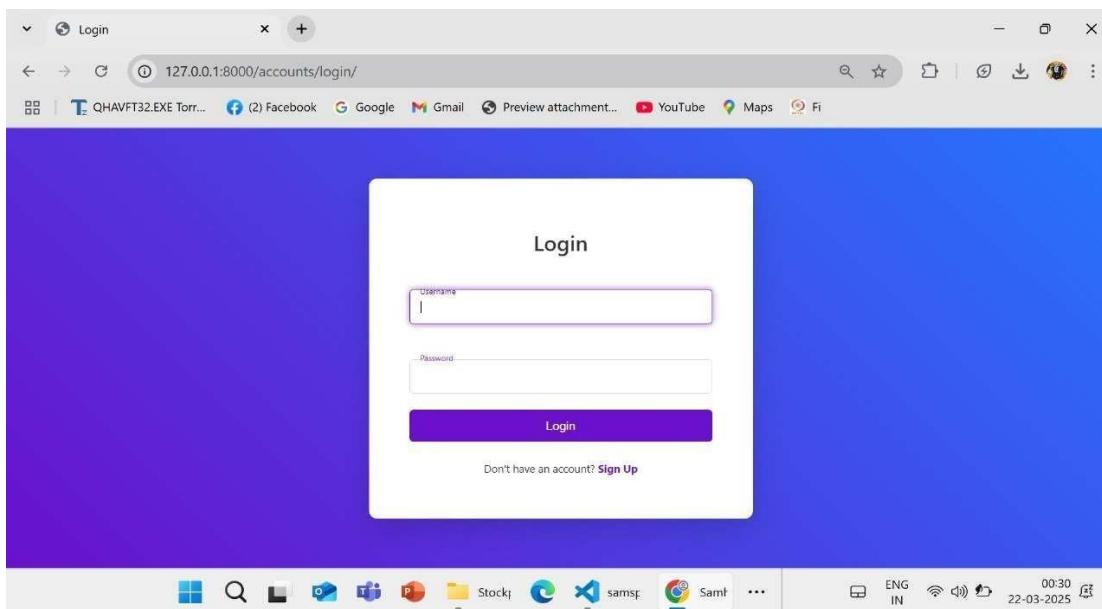 Login
127.0.0.1:8000/accounts/login/
QHAVFT32.EXE Torr... (2) Facebook Google Gmail Preview attachment... YouTube Maps Fi
Login
Username
Password
Login
Don't have an account? Sign Up
Stock samsp Samh ... ENG 00:30
IN 22-03-2025